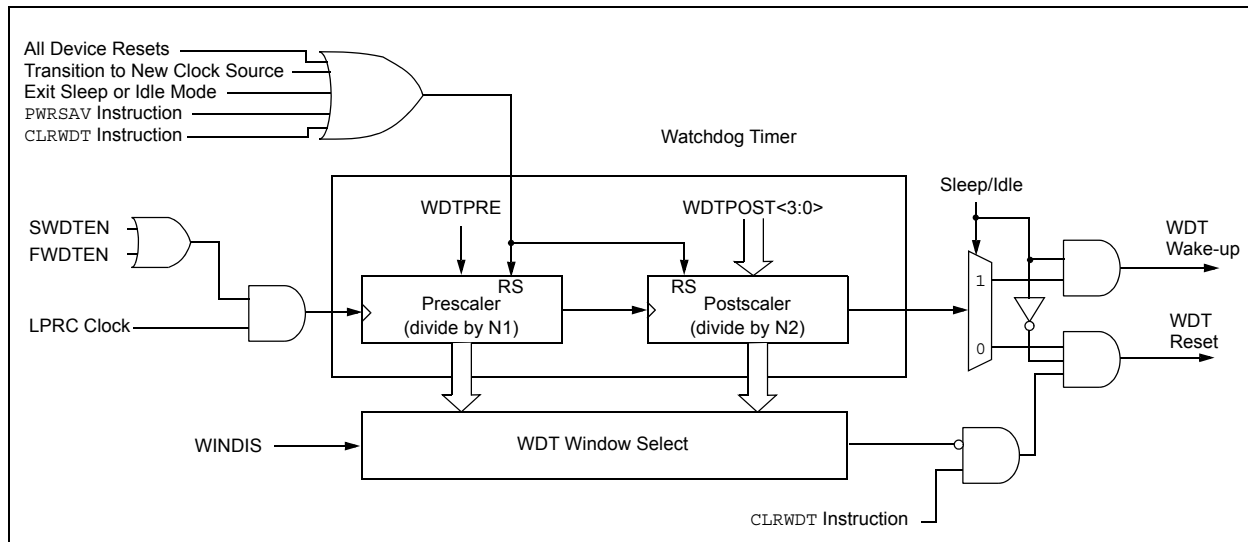 All Device Resets
Transition to New Clock Source
Exit Sleep or Idle Mode
PWRSAV Instruction
CLRWDT Instruction
Watchdog Timer
Sleep/Idle
WDTPRE
WDTPOST<3:0>
SWDTEN
FWDTEN
WDT
Wake-up
RS
RS
1
Prescaler
(divide by N1)
Postscaler
(divide by N2)
LPRC Clock
WDT
Reset
0
WINDIS
WDT Window Select
CLRWDT Instruction